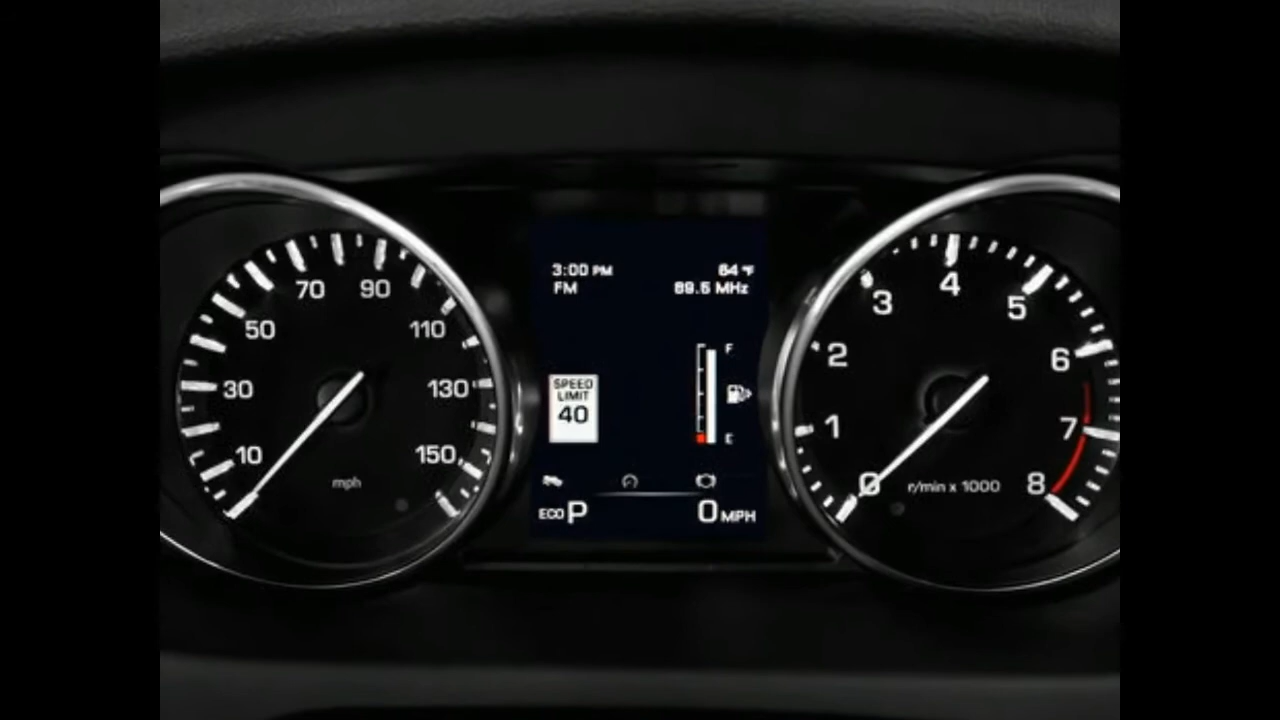 70 90
50 110
30 130
10 150
mph
3:00 PM 64 °F
FM 89.5 MHz
F
SPEED
LIMIT
40
E
ECO P 0 MPH
4
3 5
2 6
1 7
0 8
r/min x 1000